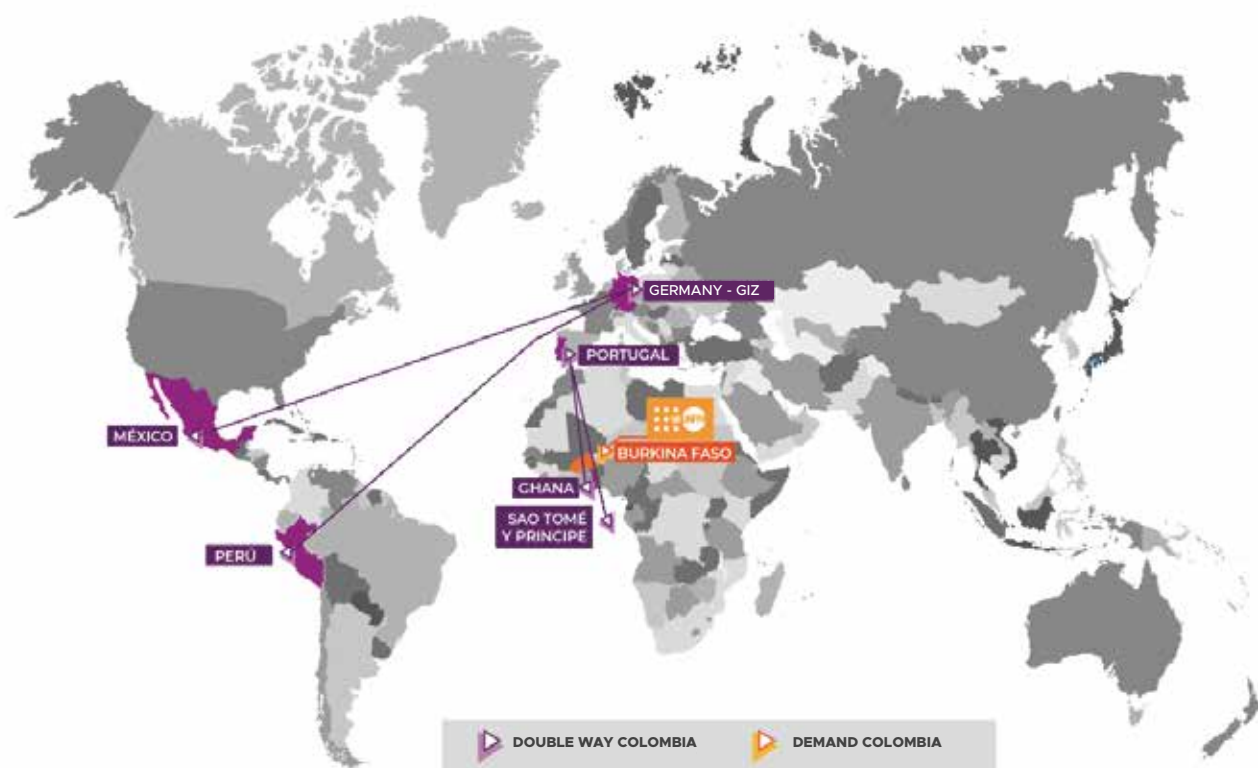 GERMANY - GIZ
PORTUGAL
MÉXICO
BURKINA FASO
GHANA
SAO TOMÉ
Y PRINCIPE
PERÚ
DOUBLE WAY COLOMBIA
DEMAND COLOMBIA